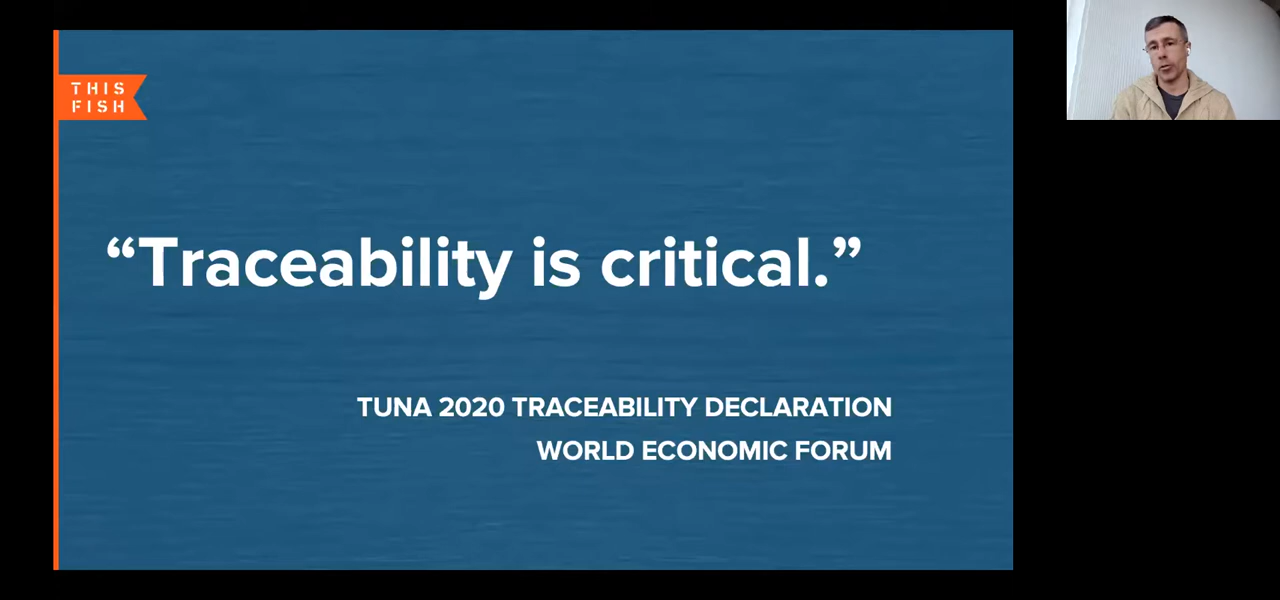 THIS
FISH
“Traceability is critical.”
TUNA 2020 TRACEABILITY DECLARATION
WORLD ECONOMIC FORUM